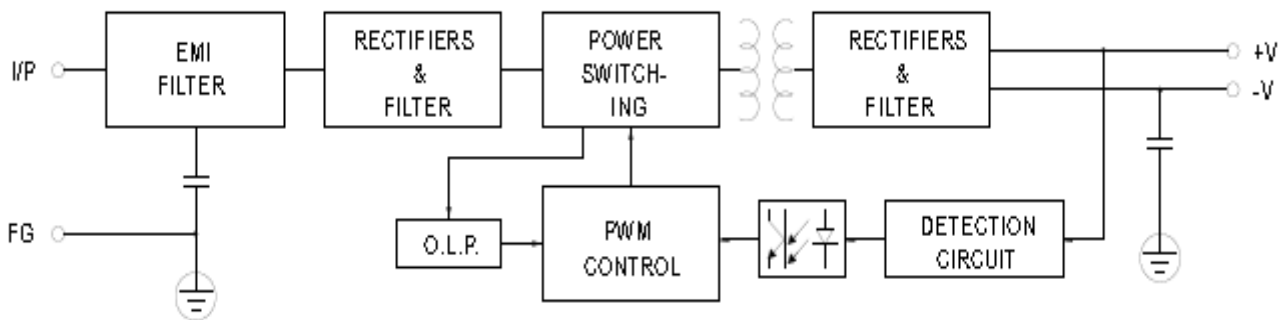 I/P
EMI
FILTER
RECTIFIERS
&
FILTER
POWER
SWITCH-
ING
RECTIFIERS
&
FILTER
+V
-V
FG
O.L.P.
PWM
CONTROL
DETECTION
CIRCUIT